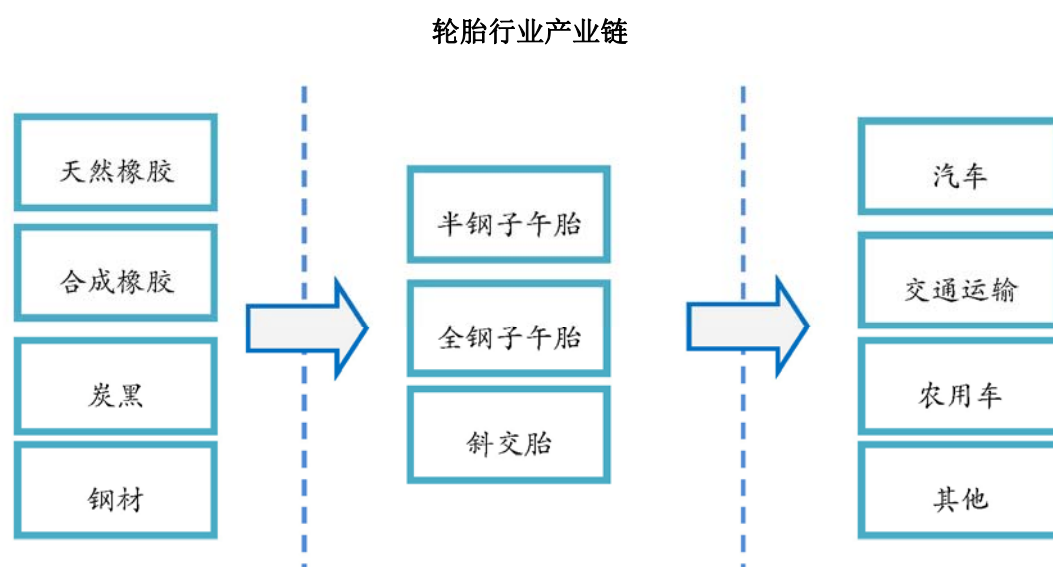 轮胎行业产业链
天然橡胶
合成橡胶
炭黑
钢材
半钢子午胎
全钢子午胎
斜交胎
汽车
交通运输
农用车
其他